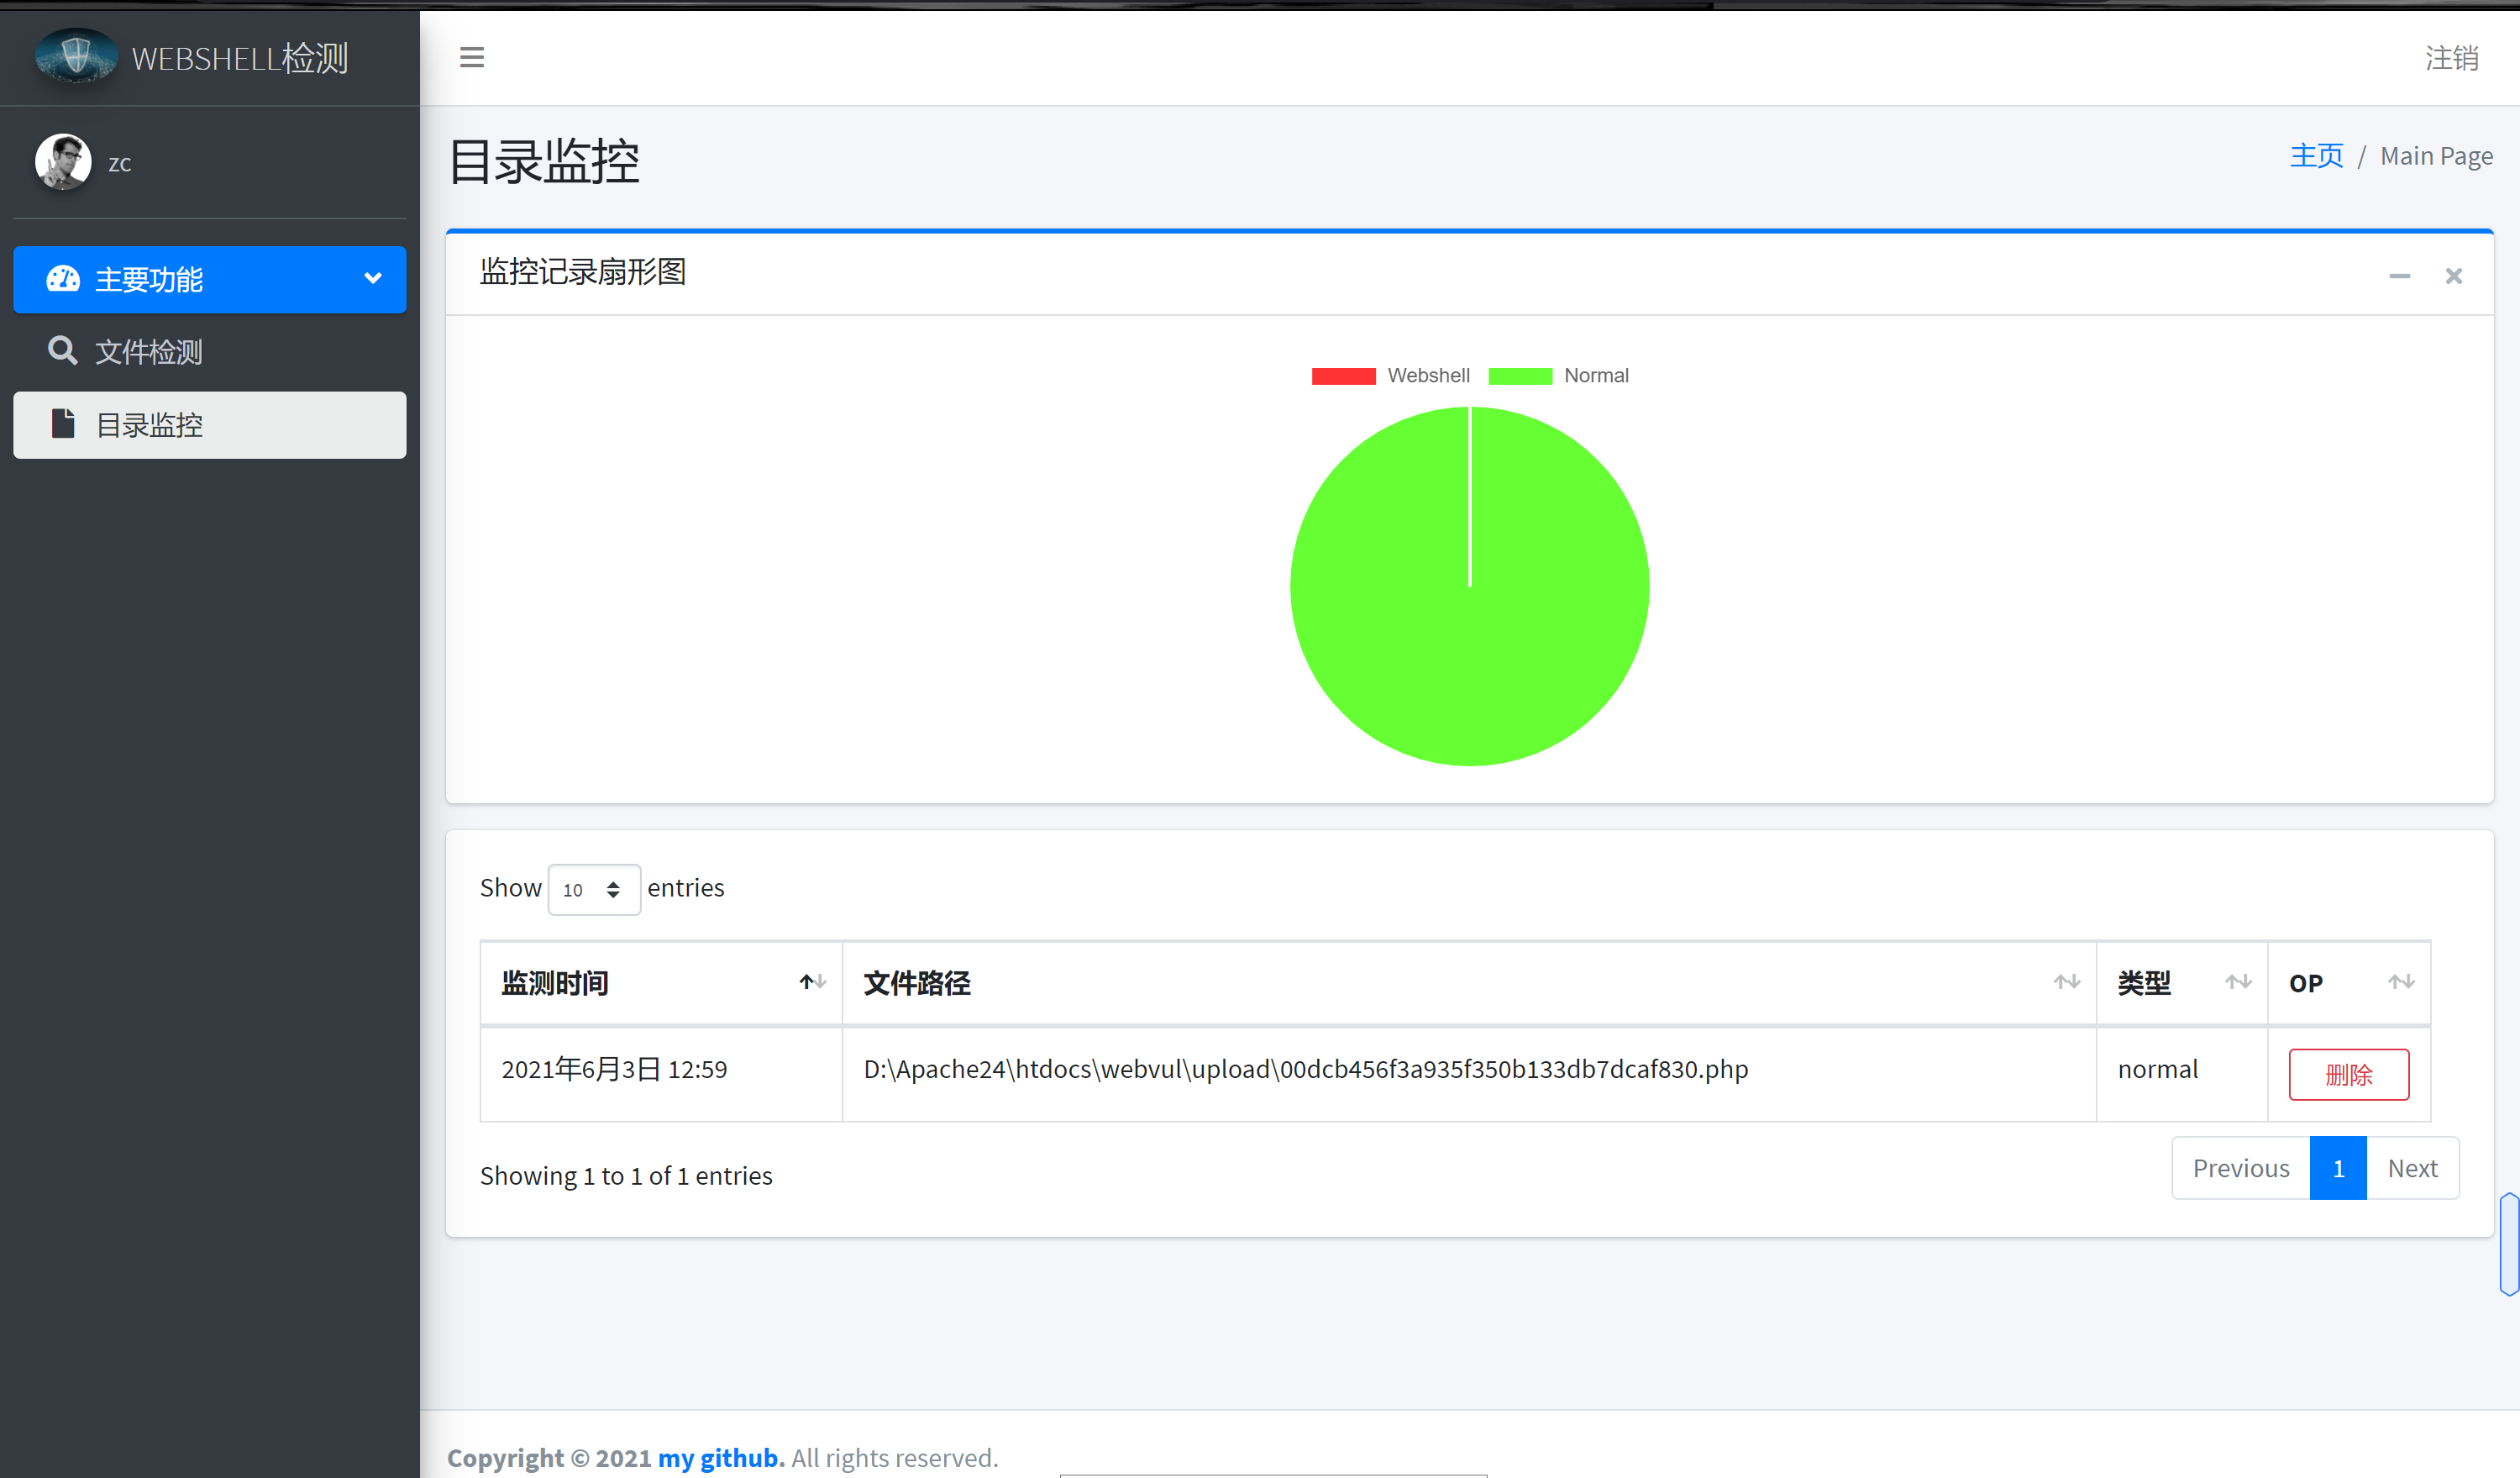 WEBSHELL检测
注销
zc
目录监控
主页 / Main Page
主要功能
文件检测
目录监控
监控记录扇形图
Webshell Normal
Show 10 entries
监测时间 文件路径 类型 OP
2021年6月3日 12:59 D:\Apache24\htdocs\webvul\upload\00dcb456f3a935f350b133db7dcaf830.php normal 删除
Showing 1 to 1 of 1 entries
Previous 1 Next
Copyright © 2021 my github. All rights reserved.